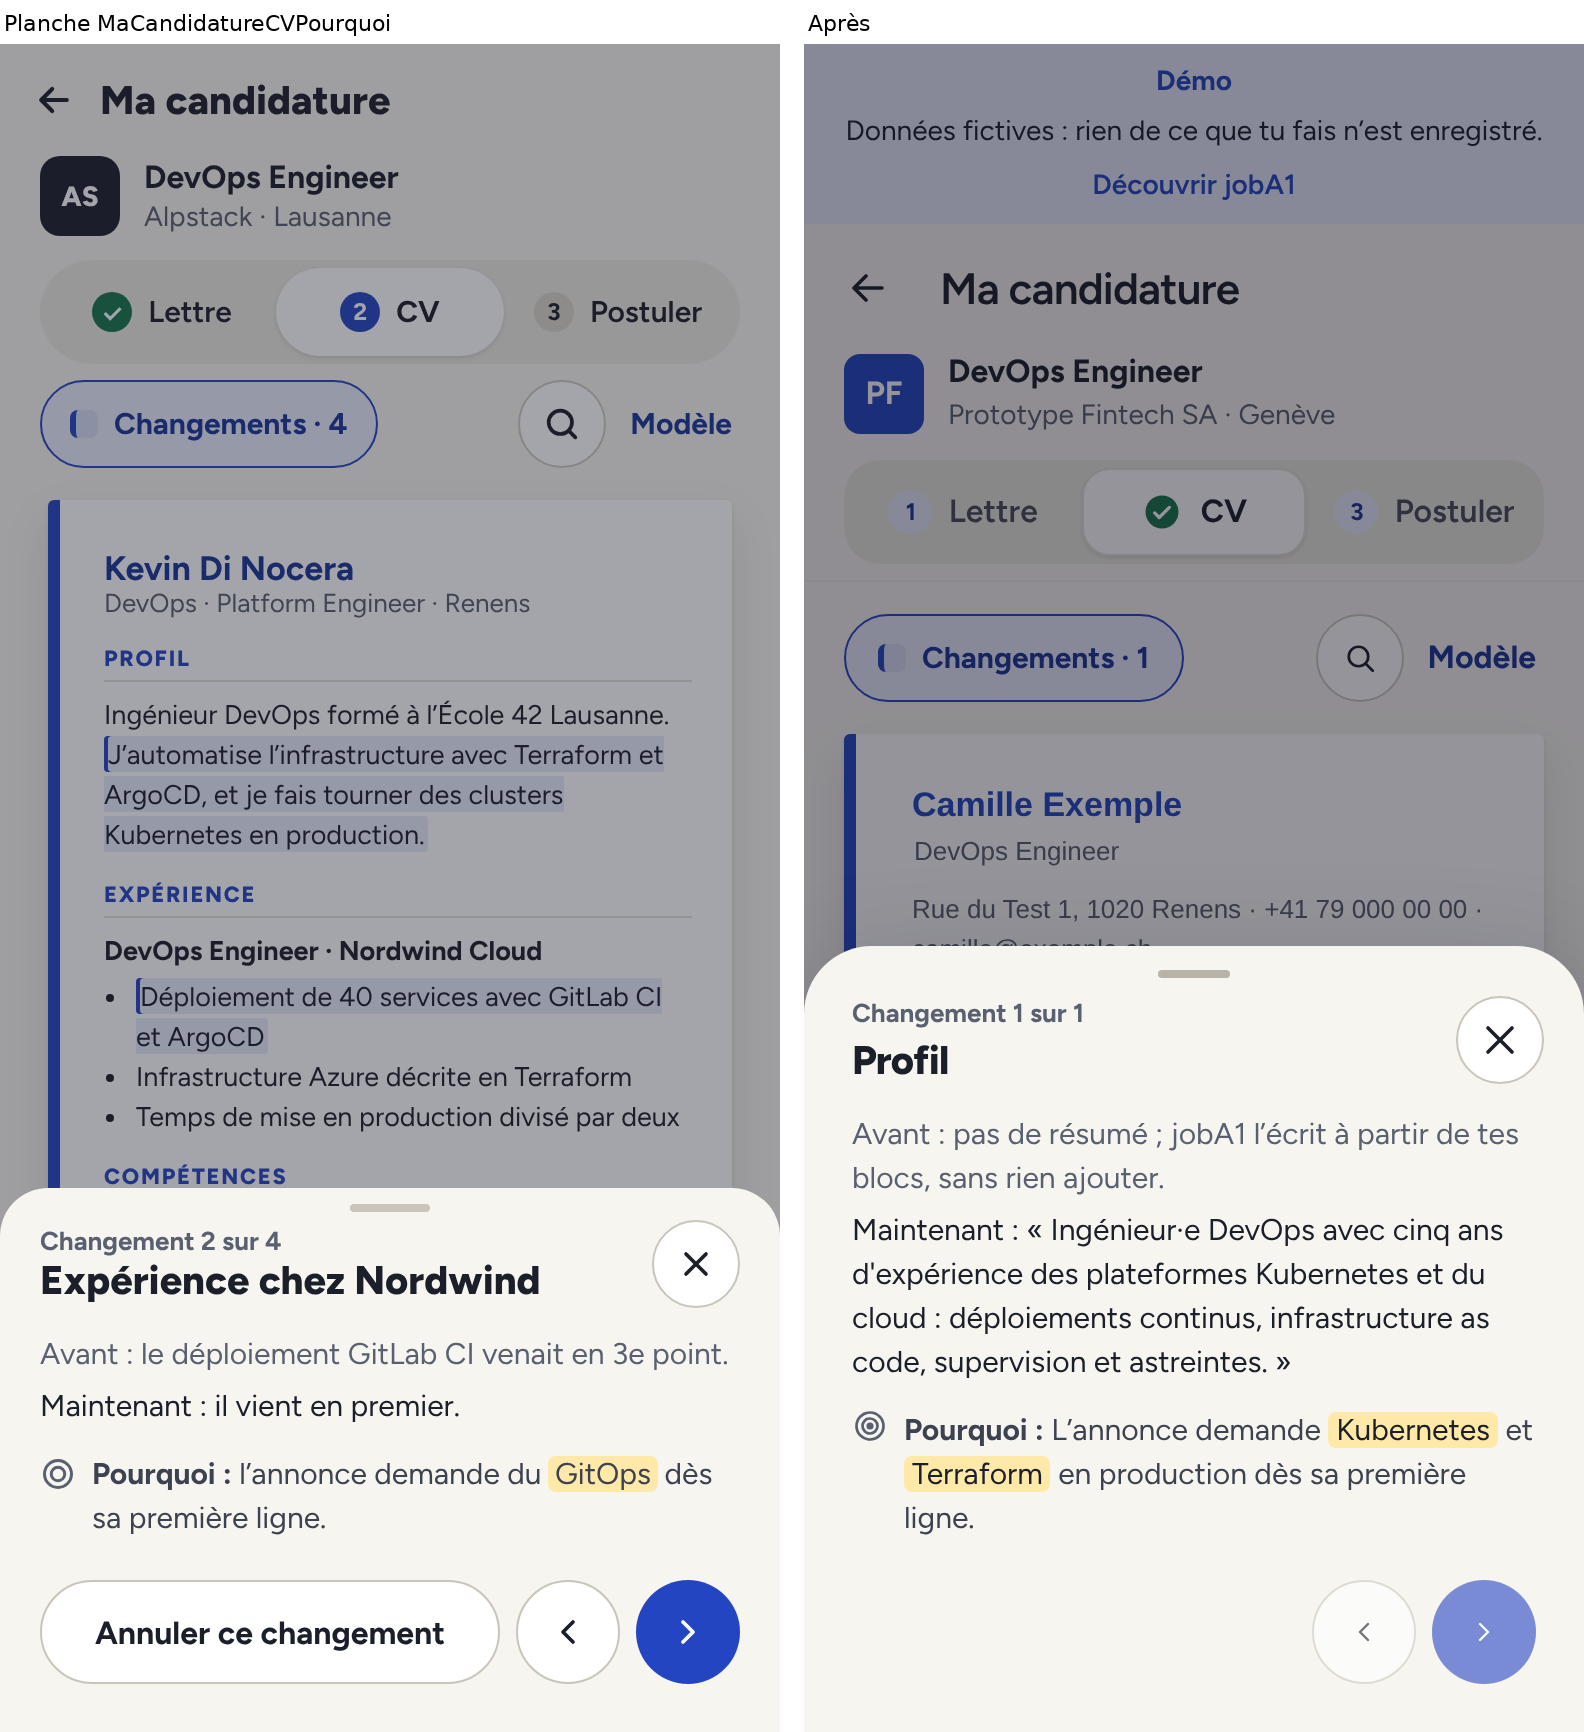 Planche MaCandidatureCVPourquoi
Ma candidature
AS
DevOps Engineer
Alpstack · Lausanne
Lettre
2 CV
3 Postuler
Changements · 4
Modèle
Kevin Di Nocera
DevOps · Platform Engineer · Renens
PROFIL
Ingénieur DevOps formé à l’École 42 Lausanne.
J’automatise l’infrastructure avec Terraform et
ArgoCD, et je fais tourner des clusters
Kubernetes en production.
EXPÉRIENCE
DevOps Engineer · Nordwind Cloud
• Déploiement de 40 services avec GitLab CI
et ArgoCD
• Infrastructure Azure décrite en Terraform
• Temps de mise en production divisé par deux
COMPÉTENCES
Changement 2 sur 4
Expérience chez Nordwind
Avant : le déploiement GitLab CI venait en 3e point.
Maintenant : il vient en premier.
Pourquoi : l’annonce demande du GitOps dès
sa première ligne.
Annuler ce changement
Après
Démo
Données fictives : rien de ce que tu fais n’est enregistré.
Découvrir jobA1
Ma candidature
PF
DevOps Engineer
Prototype Fintech SA · Genève
1 Lettre
CV
3 Postuler
Changements · 1
Modèle
Camille Exemple
DevOps Engineer
Rue du Test 1, 1020 Renens · +41 79 000 00 00 ·
camille@exemple.ch
Changement 1 sur 1
Profil
Avant : pas de résumé ; jobA1 l’écrit à partir de tes
blocs, sans rien ajouter.
Maintenant : « Ingénieur·e DevOps avec cinq ans
d'expérience des plateformes Kubernetes et du
cloud : déploiements continus, infrastructure as
code, supervision et astreintes. »
Pourquoi : L’annonce demande Kubernetes et
Terraform en production dès sa première
ligne.